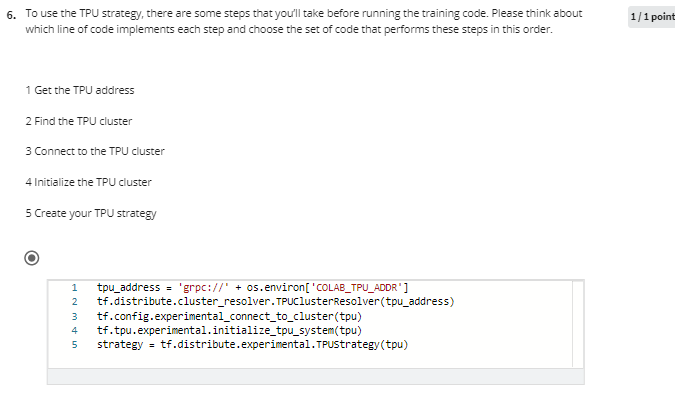 6. To use the TPU strategy, there are some steps that you'll take before running the training code. Please think about
which line of code implements each step and choose the set of code that performs these steps in this order.
1 / 1 point
1 Get the TPU address
2 Find the TPU cluster
3 Connect to the TPU cluster
4 Initialize the TPU cluster
5 Create your TPU strategy
1 tpu_address = 'grpc://' + os.environ['COLAB_TPU_ADDR']
2 tf.distribute.cluster_resolver.TPUClusterResolver(tpu_address)
3 tf.config.experimental_connect_to_cluster(tpu)
4 tf.tpu.experimental.initialize_tpu_system(tpu)
5 strategy = tf.distribute.experimental.TPUStrategy(tpu)